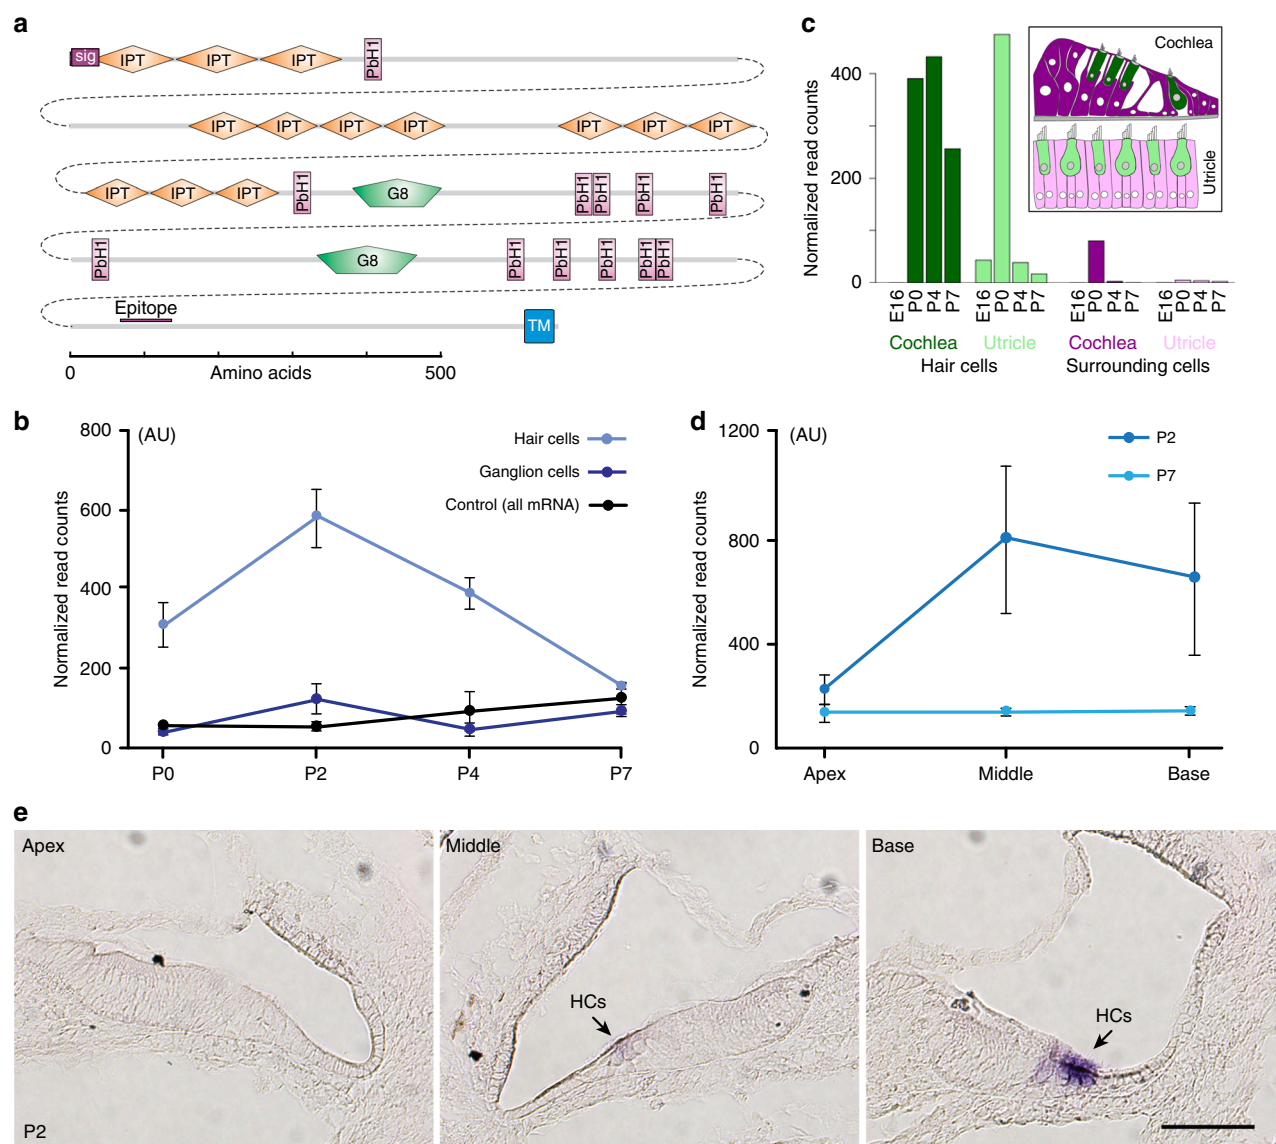 a
sig IPT IPT IPT PbH1
IPT IPT IPT IPT IPT IPT IPT
IPT IPT IPT PbH1 G8 PbH1 PbH1 PbH1 PbH1
PbH1 G8 PbH1 PbH1 PbH1 PbH1 PbH1
Epitope
TM
0 Amino acids 500
c
Normalized read counts
400
200
0
Cochlea
Utricle
E16 P0 P4 P7 E16 P0 P4 P7 E16 P0 P4 P7 E16 P0 P4 P7
Cochlea Utricle Cochlea Utricle
Hair cells Surrounding cells
b
Normalized read counts
(AU)
800
600
400
200
0
Hair cells
Ganglion cells
Control (all mRNA)
P0 P2 P4 P7
d
Normalized read counts
(AU)
1200
800
400
0
P2
P7
Apex Middle Base
e
Apex
P2
Middle
HCs
Base
HCs